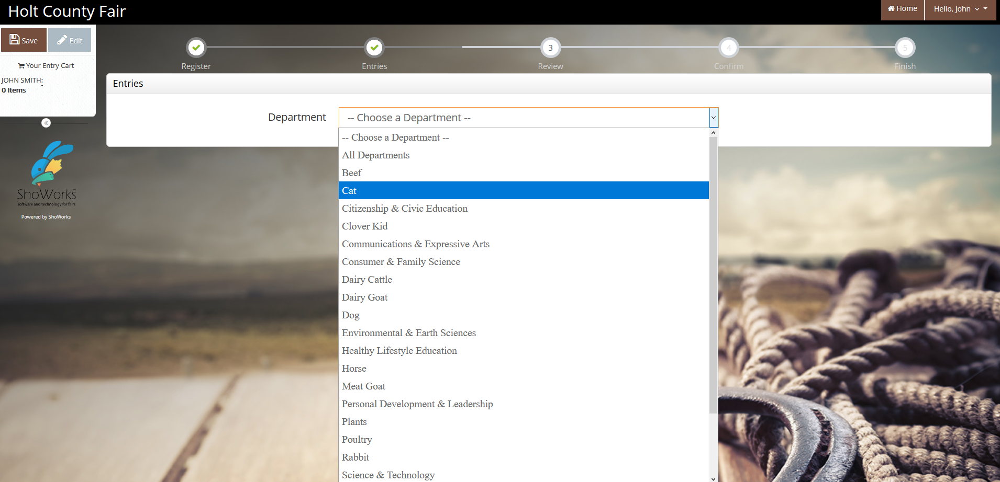 Holt County Fair
Home
Hello, John
Save
Edit
Your Entry Cart
JOHN SMITH:
0 Items
Register
Entries
3
Review
4
Confirm
5
Finish
Entries
Department
-- Choose a Department --
-- Choose a Department --
All Departments
Beef
Cat
Citizenship & Civic Education
Clover Kid
Communications & Expressive Arts
Consumer & Family Science
Dairy Cattle
Dairy Goat
Dog
Environmental & Earth Sciences
Healthy Lifestyle Education
Horse
Meat Goat
Personal Development & Leadership
Plants
Poultry
Rabbit
Science & Technology
ShoWorks™
software and technology for fairs
Powered by ShoWorks